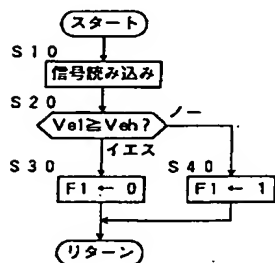 スタート
S10
信号読み込み
S20
Vel≧Veh?
ノー
イエス
S30
S40
F1 ← 0
F1 ← 1
リターン